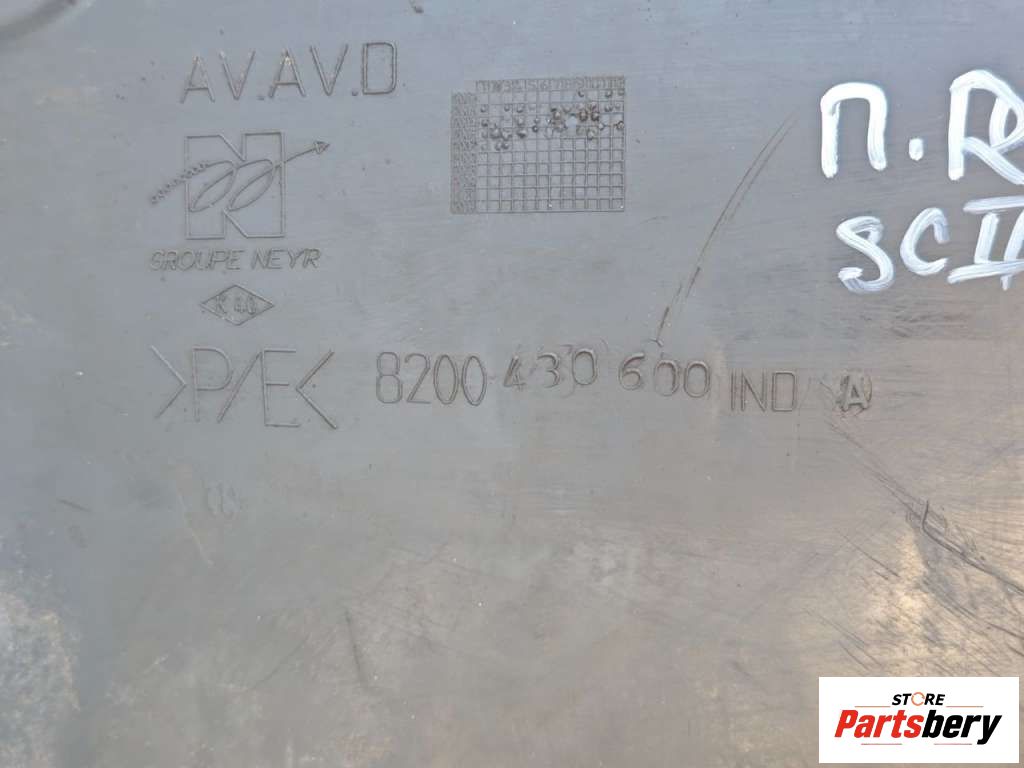 AV.AV.D
GROUPE NEYR
>P/E< 8200 430 600 IND A
П.R
SCII
STORE
Partsbery